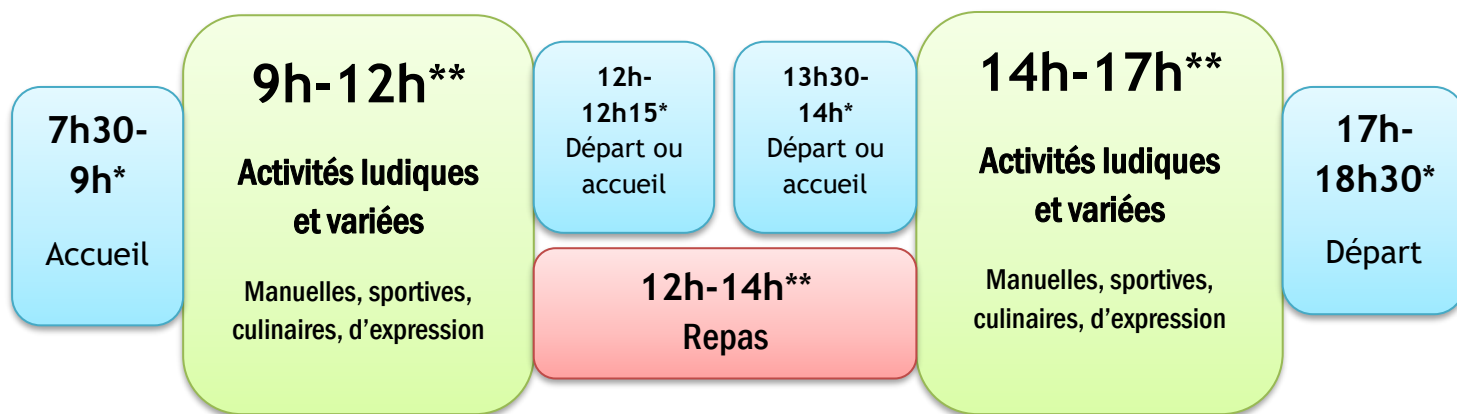 7h30-
9h*
Accueil
9h-12h**
Activités ludiques
et variées
Manuelles, sportives,
culinaires, d’expression
12h-
12h15*
Départ ou
accueil
13h30-
14h*
Départ ou
accueil
12h-14h**
Repas
14h-17h**
Activités ludiques
et variées
Manuelles, sportives,
culinaires, d’expression
17h-
18h30*
Départ